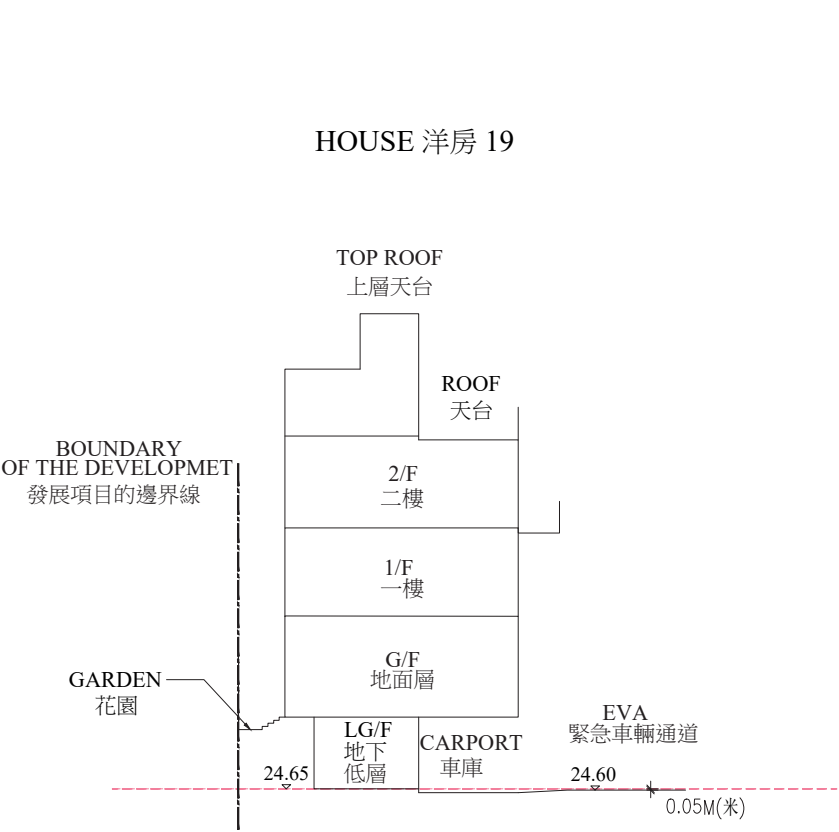 HOUSE 洋房 19
TOP ROOF
上層天台
ROOF
天台
BOUNDARY
OF THE DEVELOPMET
發展項目的邊界線
2/F
二樓
1/F
一樓
G/F
地面層
GARDEN
花園
LG/F
地下
低層
CARPORT
車庫
EVA
緊急車輛通道
24.65
24.60
0.05M(米)